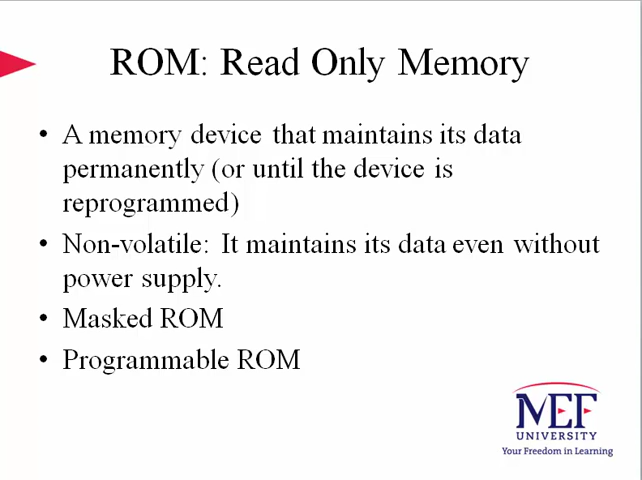 ROM: Read Only Memory
• A memory device that maintains its data
permanently (or until the device is
reprogrammed)
• Non-volatile: It maintains its data even without
power supply.
• Masked ROM
• Programmable ROM
MEF
UNIVERSITY
Your Freedom in Learning